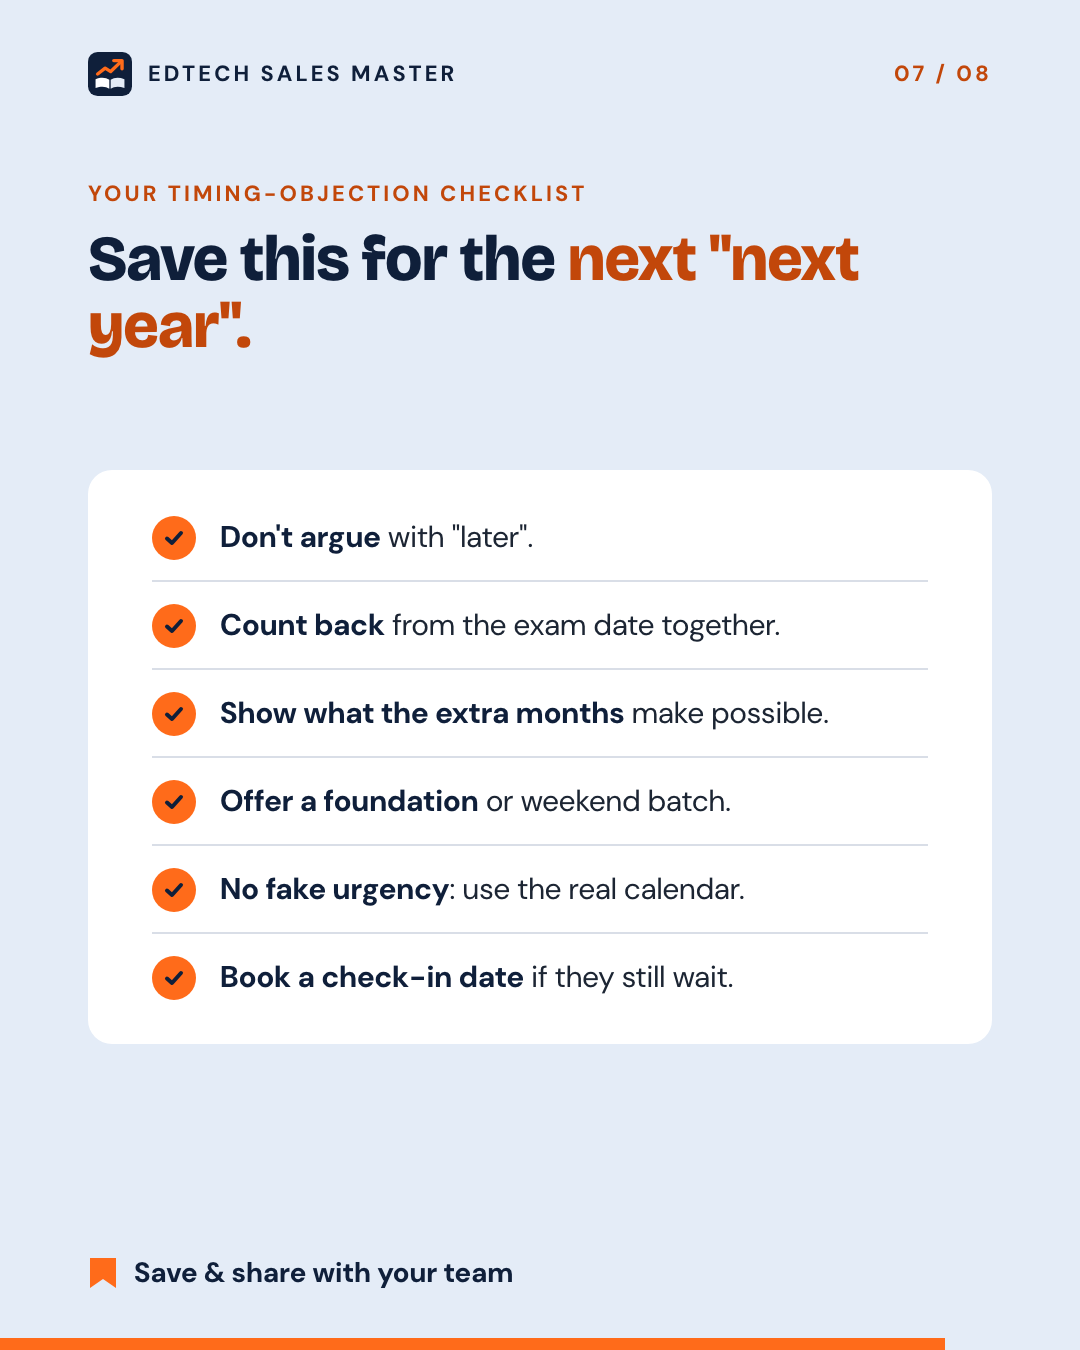 EDTECH SALES MASTER
07 / 08
YOUR TIMING-OBJECTION CHECKLIST
Save this for the next "next
year".
Don't argue with "later".
Count back from the exam date together.
Show what the extra months make possible.
Offer a foundation or weekend batch.
No fake urgency: use the real calendar.
Book a check-in date if they still wait.
Save & share with your team